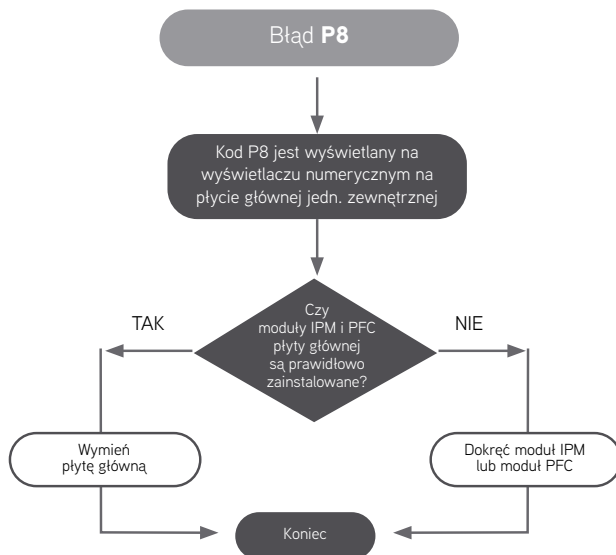 Błąd P8
Kod P8 jest wyświetlany na
wyświetlaczu numerycznym na
płycie głównej jedn. zewnętrznej
Czy
moduły IPM i PFC
płyty głównej
są prawidłowo
zainstalowane?
TAK
NIE
Wymień
płytę główną
Dokręć moduł IPM
lub moduł PFC
Koniec